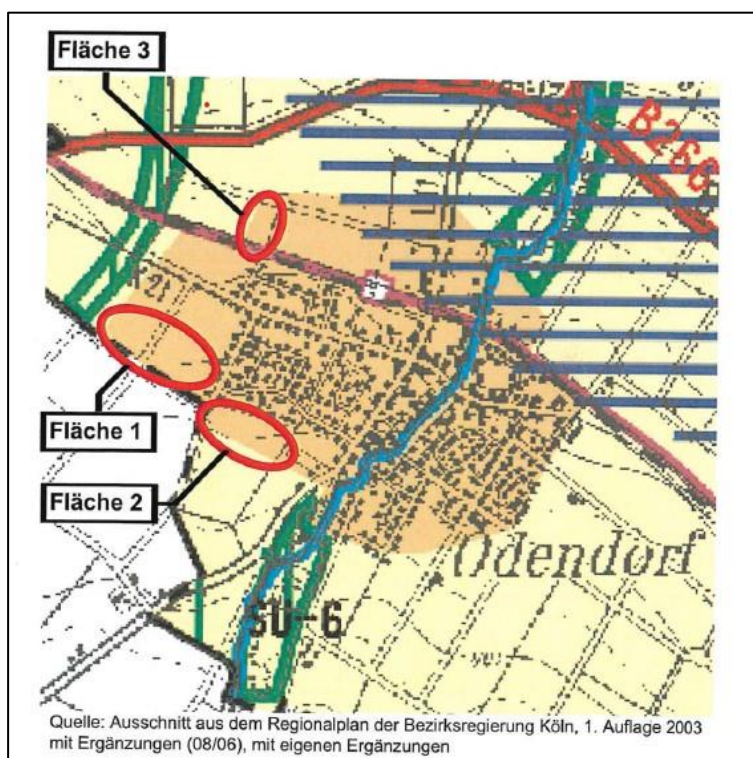 Fläche 3
B266
Fläche 1
Fläche 2
Odendorf
SU-6
Quelle: Ausschnitt aus dem Regionalplan der Bezirksregierung Köln, 1. Auflage 2003
mit Ergänzungen (08/06), mit eigenen Ergänzungen